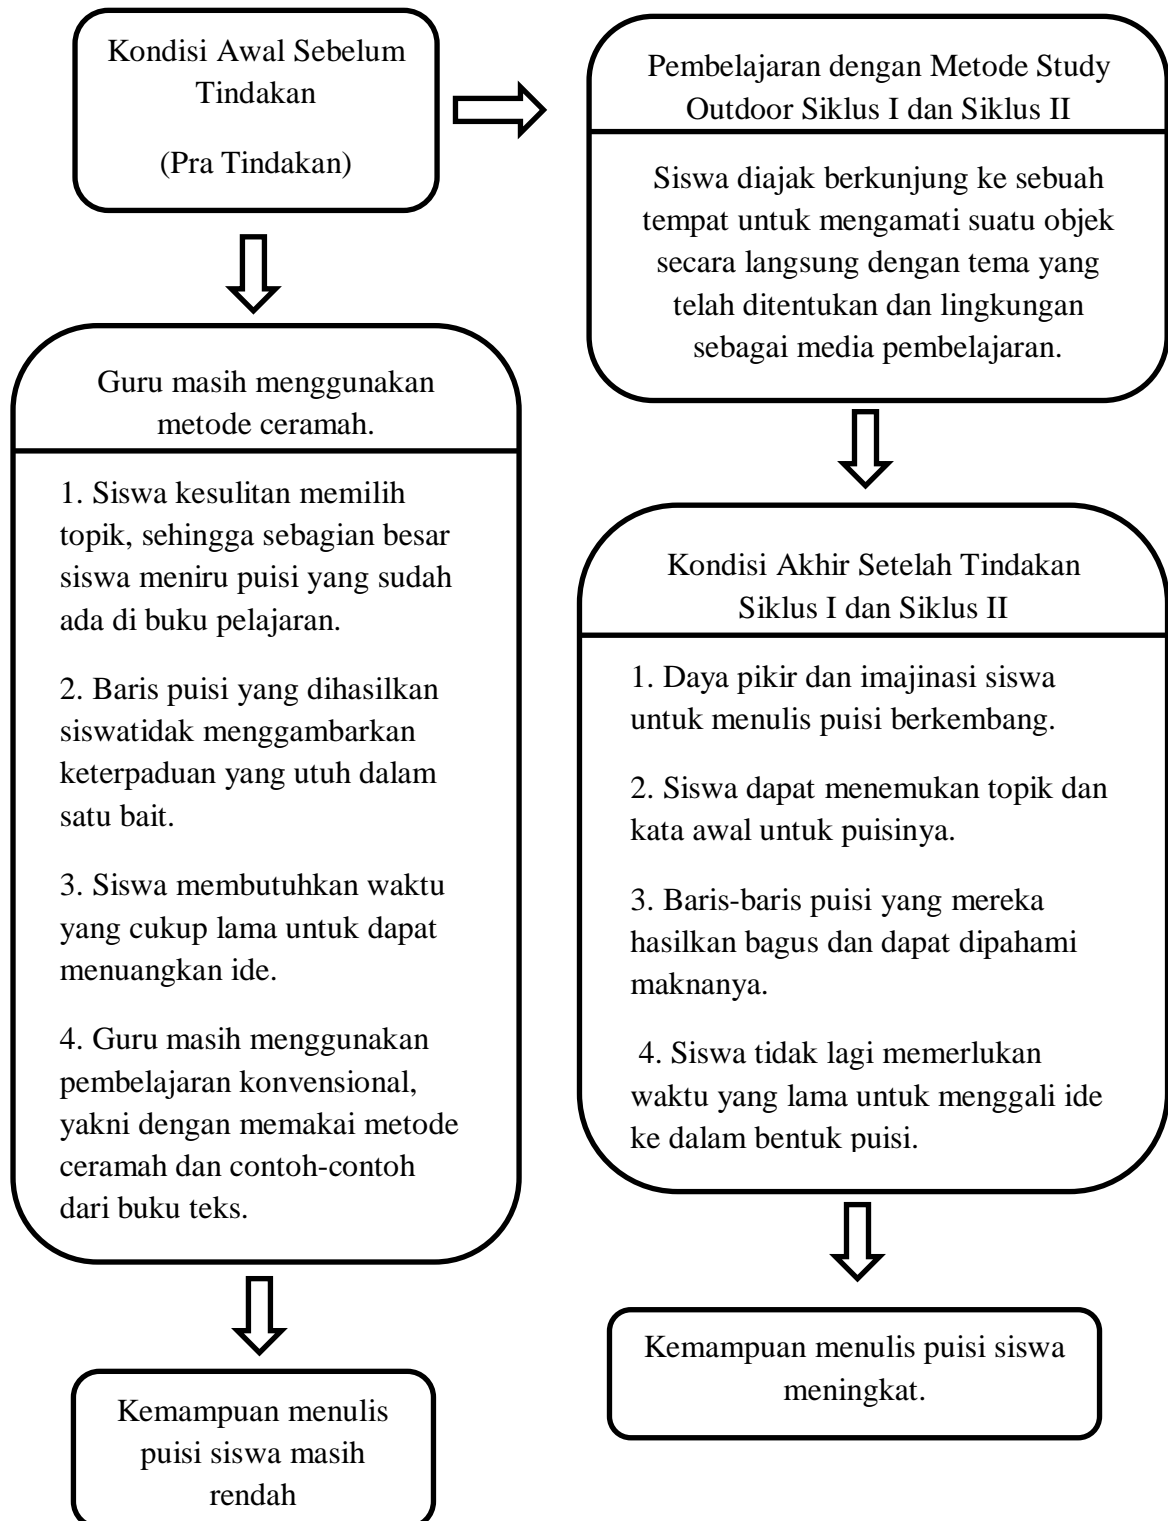 Kondisi Awal Sebelum
Tindakan
(Pra Tindakan)
Pembelajaran dengan Metode Study
Outdoor Siklus I dan Siklus II
Siswa diajak berkunjung ke sebuah
tempat untuk mengamati suatu objek
secara langsung dengan tema yang
telah ditentukan dan lingkungan
sebagai media pembelajaran.
Guru masih menggunakan
metode ceramah.
1. Siswa kesulitan memilih
topik, sehingga sebagian besar
siswa meniru puisi yang sudah
ada di buku pelajaran.
2. Baris puisi yang dihasilkan
siswatidak menggambarkan
keterpaduan yang utuh dalam
satu bait.
3. Siswa membutuhkan waktu
yang cukup lama untuk dapat
menuangkan ide.
4. Guru masih menggunakan
pembelajaran konvensional,
yakni dengan memakai metode
ceramah dan contoh-contoh
dari buku teks.
Kondisi Akhir Setelah Tindakan
Siklus I dan Siklus II
1. Daya pikir dan imajinasi siswa
untuk menulis puisi berkembang.
2. Siswa dapat menemukan topik dan
kata awal untuk puisinya.
3. Baris-baris puisi yang mereka
hasilkan bagus dan dapat dipahami
maknanya.
4. Siswa tidak lagi memerlukan
waktu yang lama untuk menggali ide
ke dalam bentuk puisi.
Kemampuan menulis puisi siswa
meningkat.
Kemampuan menulis
puisi siswa masih
rendah